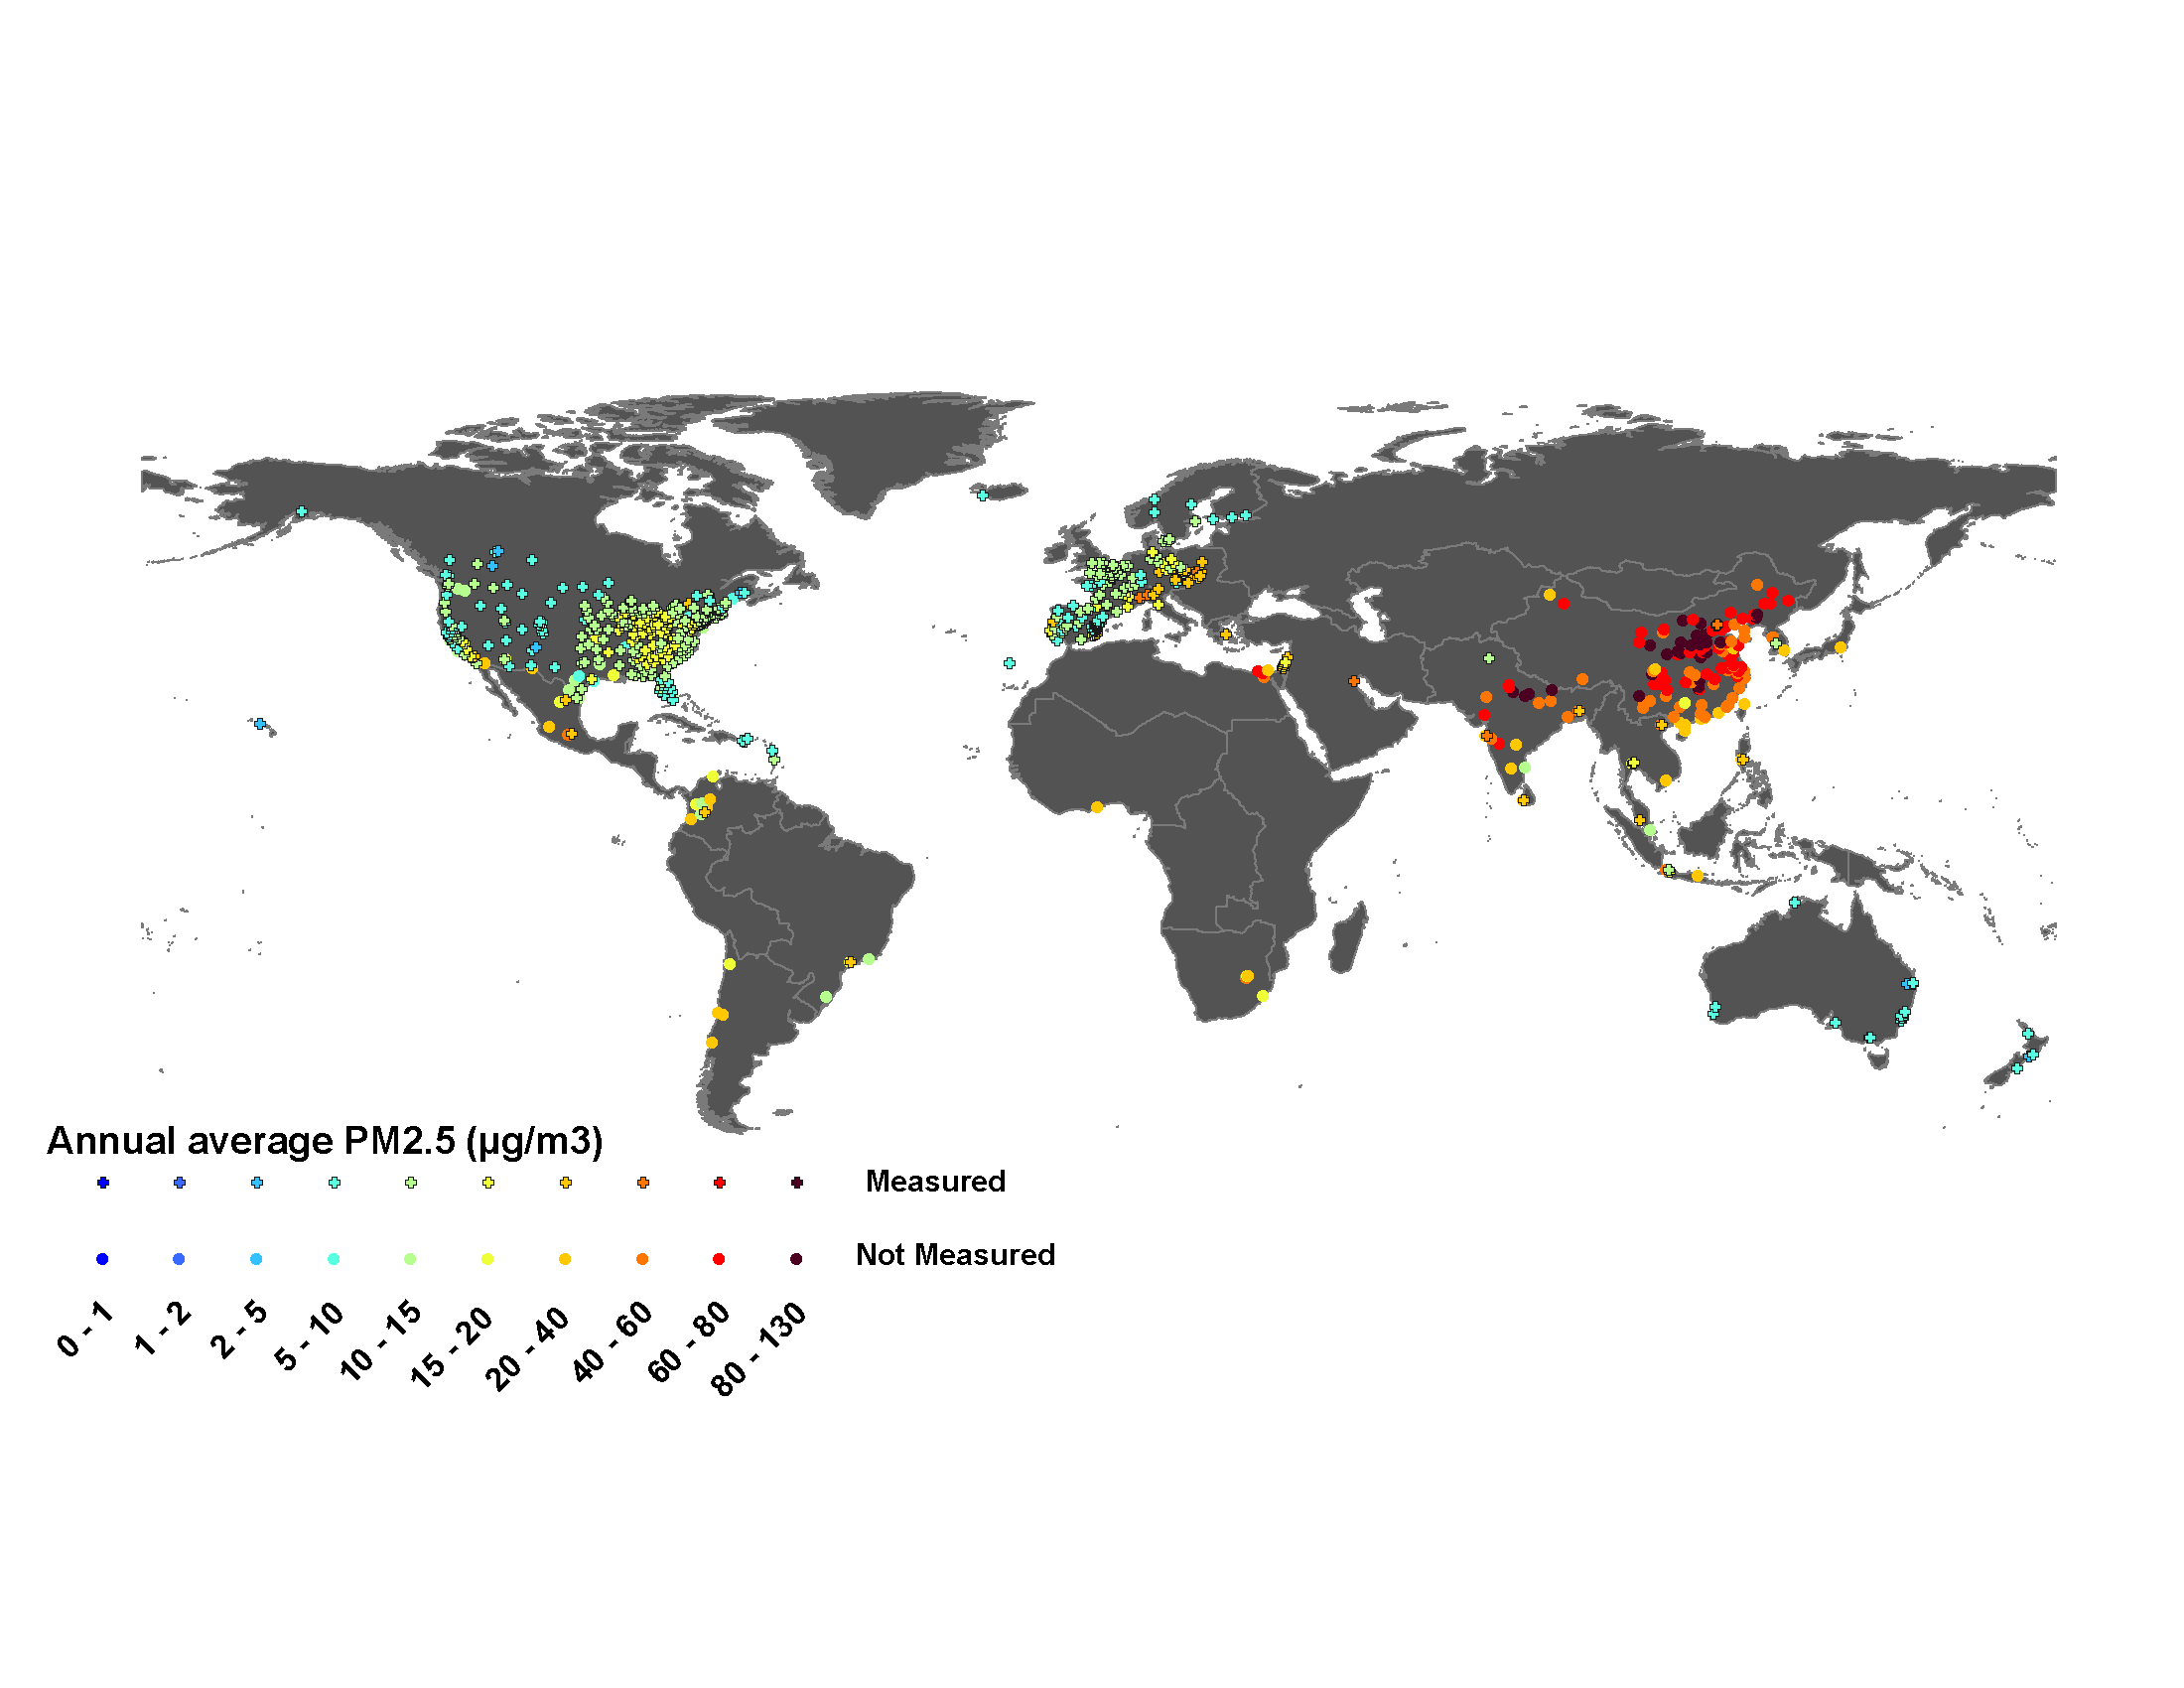 Annual average PM2.5 (µg/m3)
Measured
Not Measured
0 - 1
1 - 2
2 - 5
5 - 10
10 - 15
15 - 20
20 - 40
40 - 60
60 - 80
80 - 130